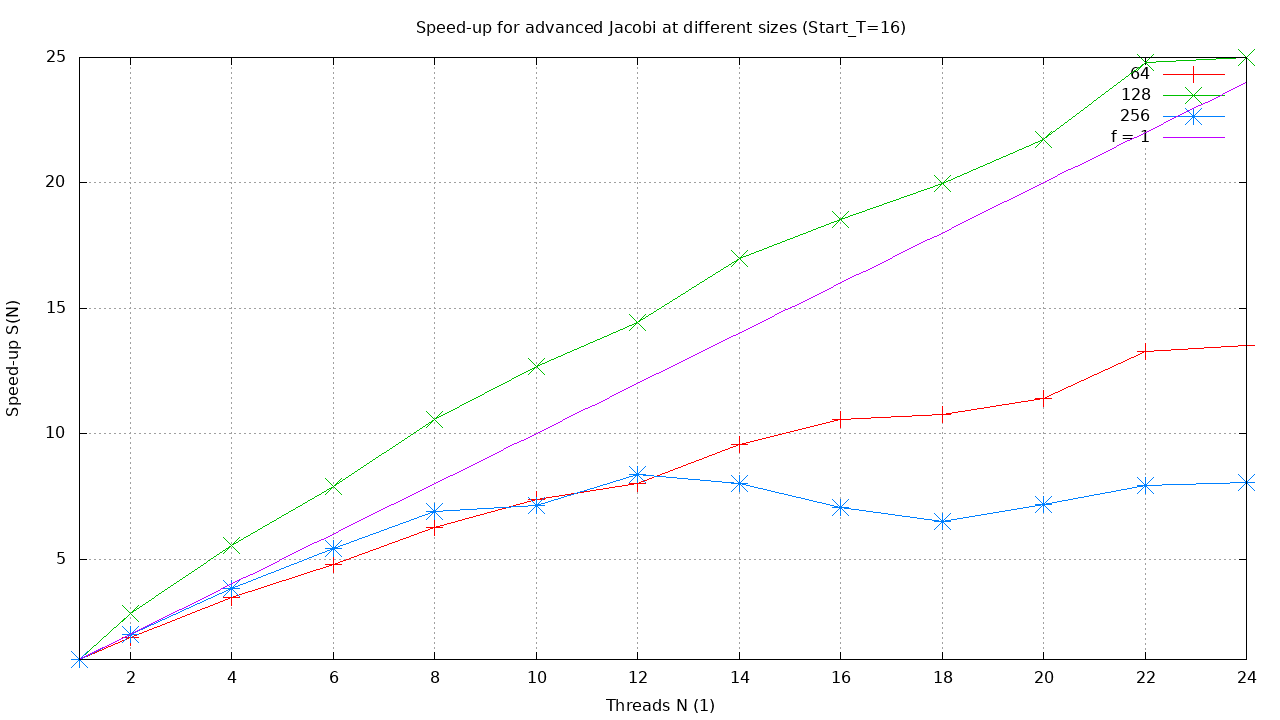 Speed-up for advanced Jacobi at different sizes (Start_T=16)
25
20
15
10
5
Speed-up S(N)
64
128
256
f = 1
2 4 6 8 10 12 14 16 18 20 22 24
Threads N (1)